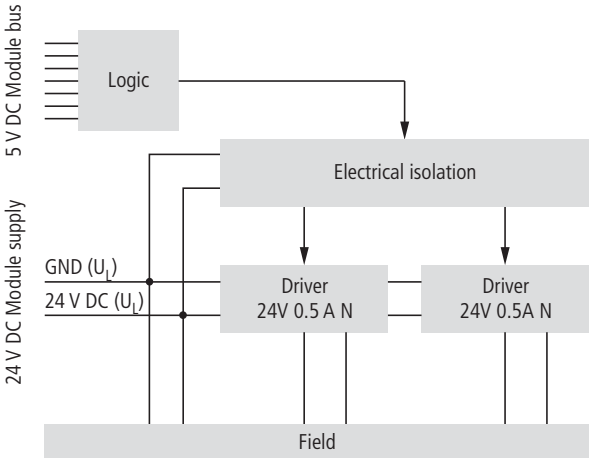 5 V DC Module bus
Logic
Electrical isolation
24 V DC Module supply
GND (UL)
24 V DC (UL)
Driver
24V 0.5 A N
Driver
24V 0.5A N
Field